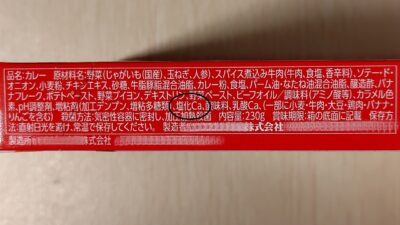 品名:カレー 原材料名:野菜(じゃがいも(国産)、玉ねぎ、人参)、スパイス煮込み牛肉(牛肉、食塩、香辛料)、ソテー・ド・
オニオン、小麦粉、チキンエキス、砂糖、牛脂豚脂混合油脂、カレー粉、食塩、パーム油・なたね油混合油脂、醸造酢、バナ
ナフレーク、ポテトペースト、野菜ブイヨン、デキストリン、ペースト、ビーフオイル/調味料(アミノ酸等)、カラメル色
素、pH調整剤、増粘剤(加工デンプン、増粘多糖類)、塩化Ca、調味料、乳酸Ca、(一部に小麦・牛肉・大豆・鶏肉・バナナ
・りんごを含む) 殺菌方法:気密性容器に密封し、加圧加熱 内容量:230g 賞味期限:箱の底面に記載 保存方
法:直射日光を避け、常温で保存してください。 製造者 株式会社
製造所 株式会社